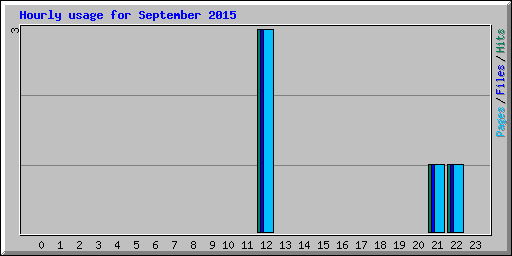 Hourly usage for September 2015
3
Pages/Files/Hits
0 1 2 3 4 5 6 7 8 9 10 11 12 13 14 15 16 17 18 19 20 21 22 23